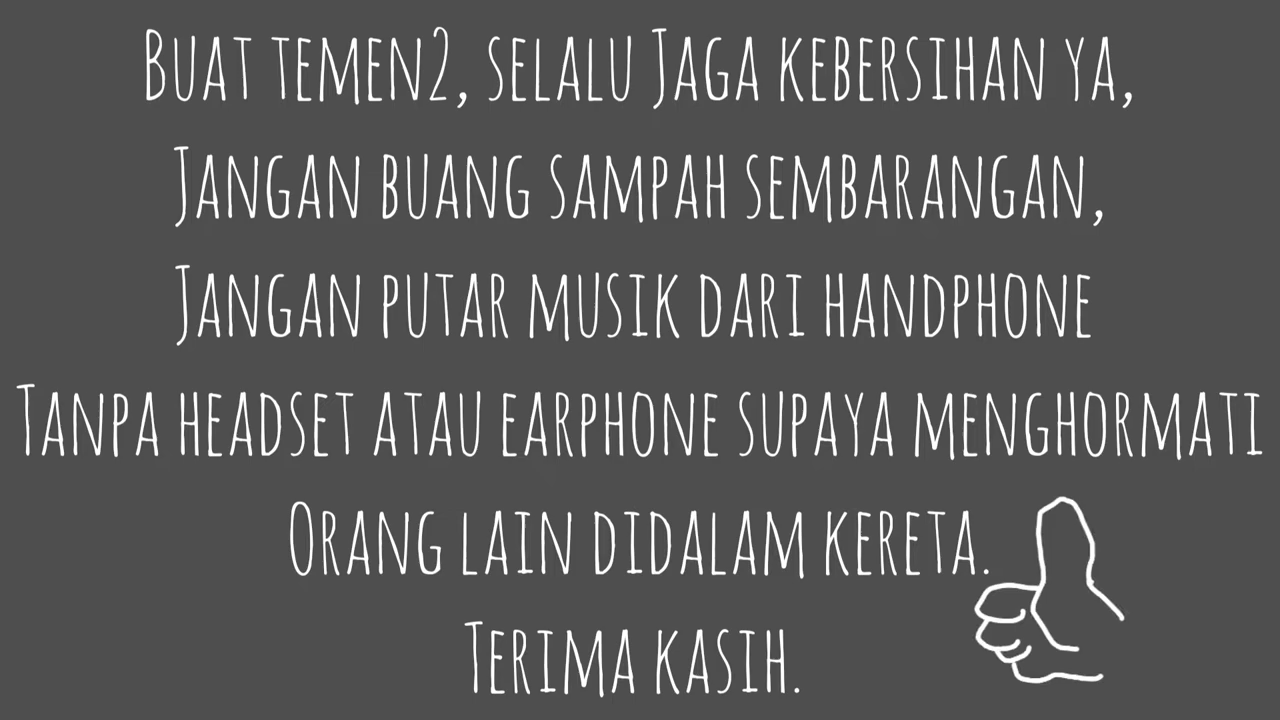 Buat temen2, selalu Jaga kebersihan ya,
Jangan buang sampah sembarangan,
Jangan putar musik dari handphone
Tanpa headset atau earphone supaya menghormati
Orang lain didalam kereta.
Terima kasih.